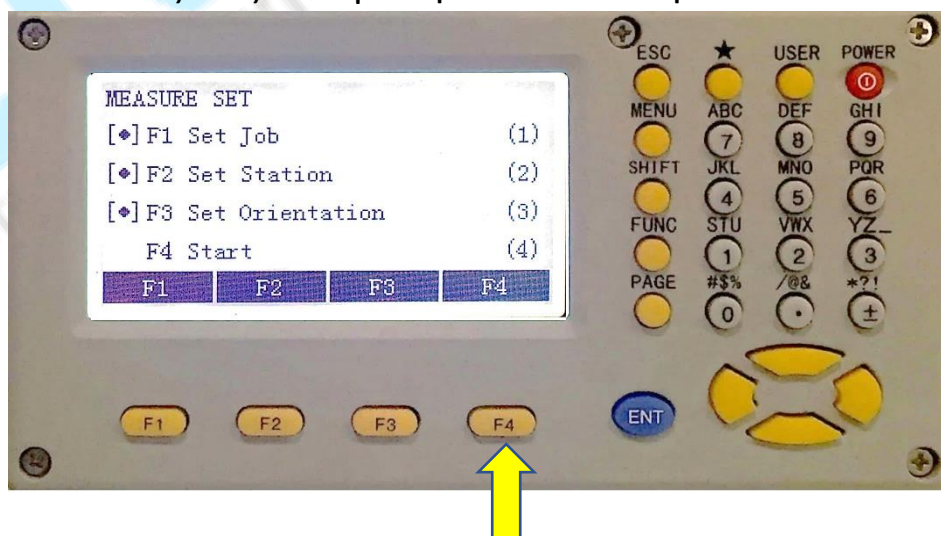 MEASURE SET
[◆] F1 Set Job (1)
[◆] F2 Set Station (2)
[◆] F3 Set Orientation (3)
F4 Start (4)
F1 F2 F3 F4
ESC ★ USER POWER
MENU ABC DEF GHI
7 8 9
SHIFT JKL MNO PQR
4 5 6
FUNC STU VWX YZ_
1 2 3
PAGE #$% /@& *?!
0 • ±
F1 F2 F3 F4 ENT